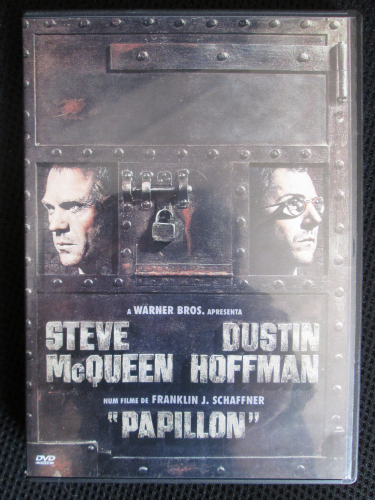 A WARNER BROS. APRESENTA
STEVE DUSTIN
McQUEEN HOFFMAN
NUM FILME DE FRANKLIN J. SCHAFFNER
"PAPILLON"
DVD